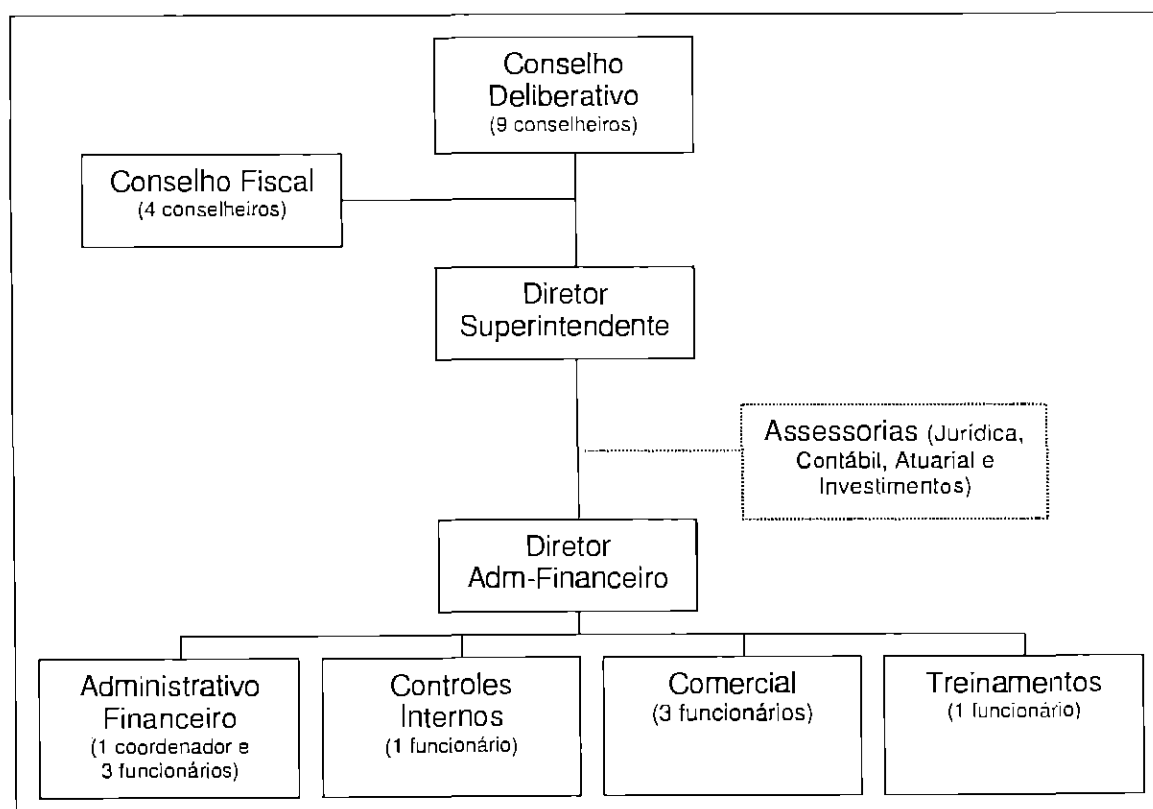 Conselho
Deliberativo
(9 conselheiros)
Conselho Fiscal
(4 conselheiros)
Diretor
Superintendente
Assessorias (Jurídica,
Contábil, Atuarial e
Investimentos)
Diretor
Adm-Financeiro
Administrativo
Financeiro
(1 coordenador e
3 funcionários)
Controles
Internos
(1 funcionário)
Comercial
(3 funcionários)
Treinamentos
(1 funcionário)